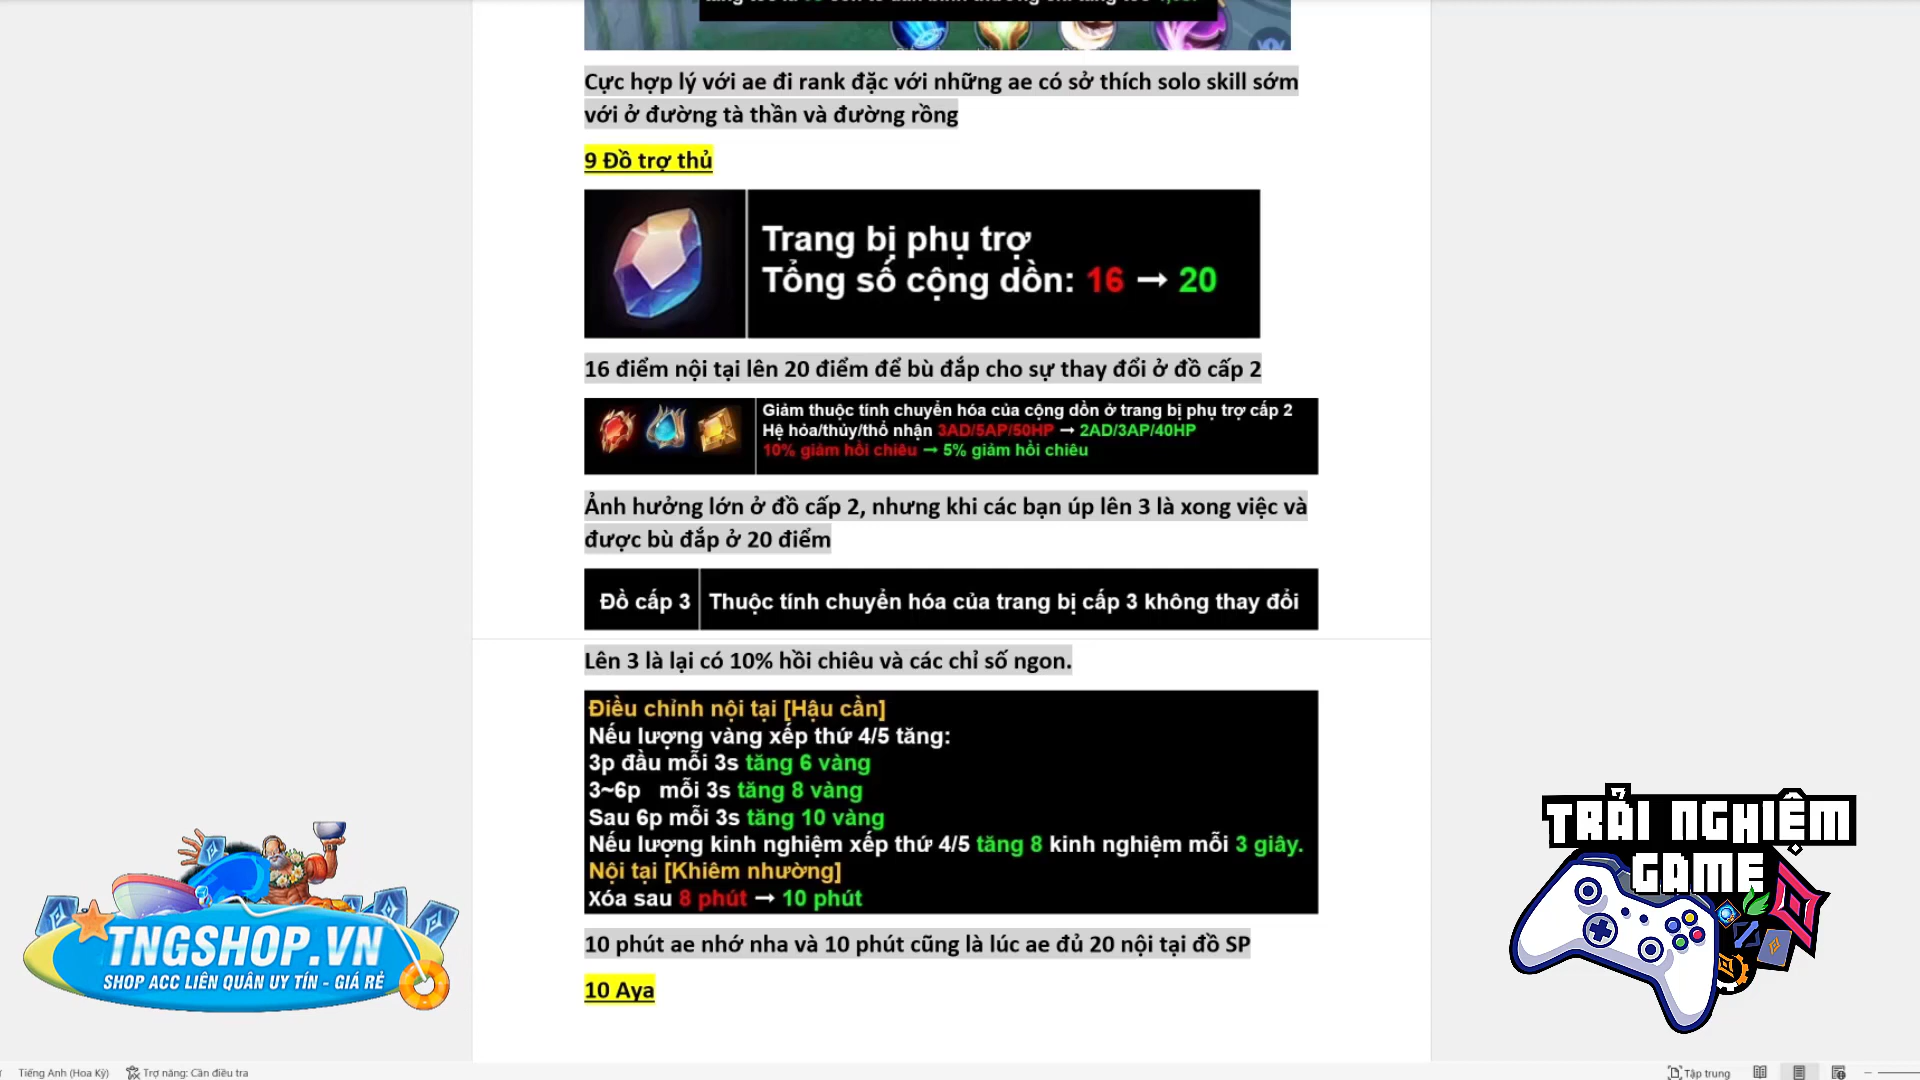 Cực hợp lý với ae đi rank đặc với những ae có sở thích solo skill sớm
với ở đường tà thần và đường rồng
9 Đồ trợ thủ
Trang bị phụ trợ
Tổng số cộng dồn: 16 → 20
16 điểm nội tại lên 20 điểm để bù đắp cho sự thay đổi ở đồ cấp 2
Giảm thuộc tính chuyển hóa của cộng dồn ở trang bị phụ trợ cấp 2
Hệ hỏa/thủy/thổ nhận 3AD/5AP/50HP → 2AD/3AP/40HP
10% giảm hồi chiêu → 5% giảm hồi chiêu
Ảnh hưởng lớn ở đồ cấp 2, nhưng khi các bạn úp lên 3 là xong việc và
được bù đắp ở 20 điểm
Đồ cấp 3 Thuộc tính chuyển hóa của trang bị cấp 3 không thay đổi
Lên 3 là lại có 10% hồi chiêu và các chỉ số ngon.
Điều chỉnh nội tại [Hậu cần]
Nếu lượng vàng xếp thứ 4/5 tăng:
3p đầu mỗi 3s tăng 6 vàng
3~6p mỗi 3s tăng 8 vàng
Sau 6p mỗi 3s tăng 10 vàng
Nếu lượng kinh nghiệm xếp thứ 4/5 tăng 8 kinh nghiệm mỗi 3 giây.
Nội tại [Khiêm nhường]
Xóa sau 8 phút → 10 phút
10 phút ae nhớ nha và 10 phút cũng là lúc ae đủ 20 nội tại đồ SP
10 Aya
TNGSHOP.VN
SHOP ACC LIÊN QUÂN UY TÍN - GIÁ RẺ
TRẢI NGHIỆM
GAME
Tiếng Anh (Hoa Kỳ) Trợ năng: Cần điều tra
Tập trung